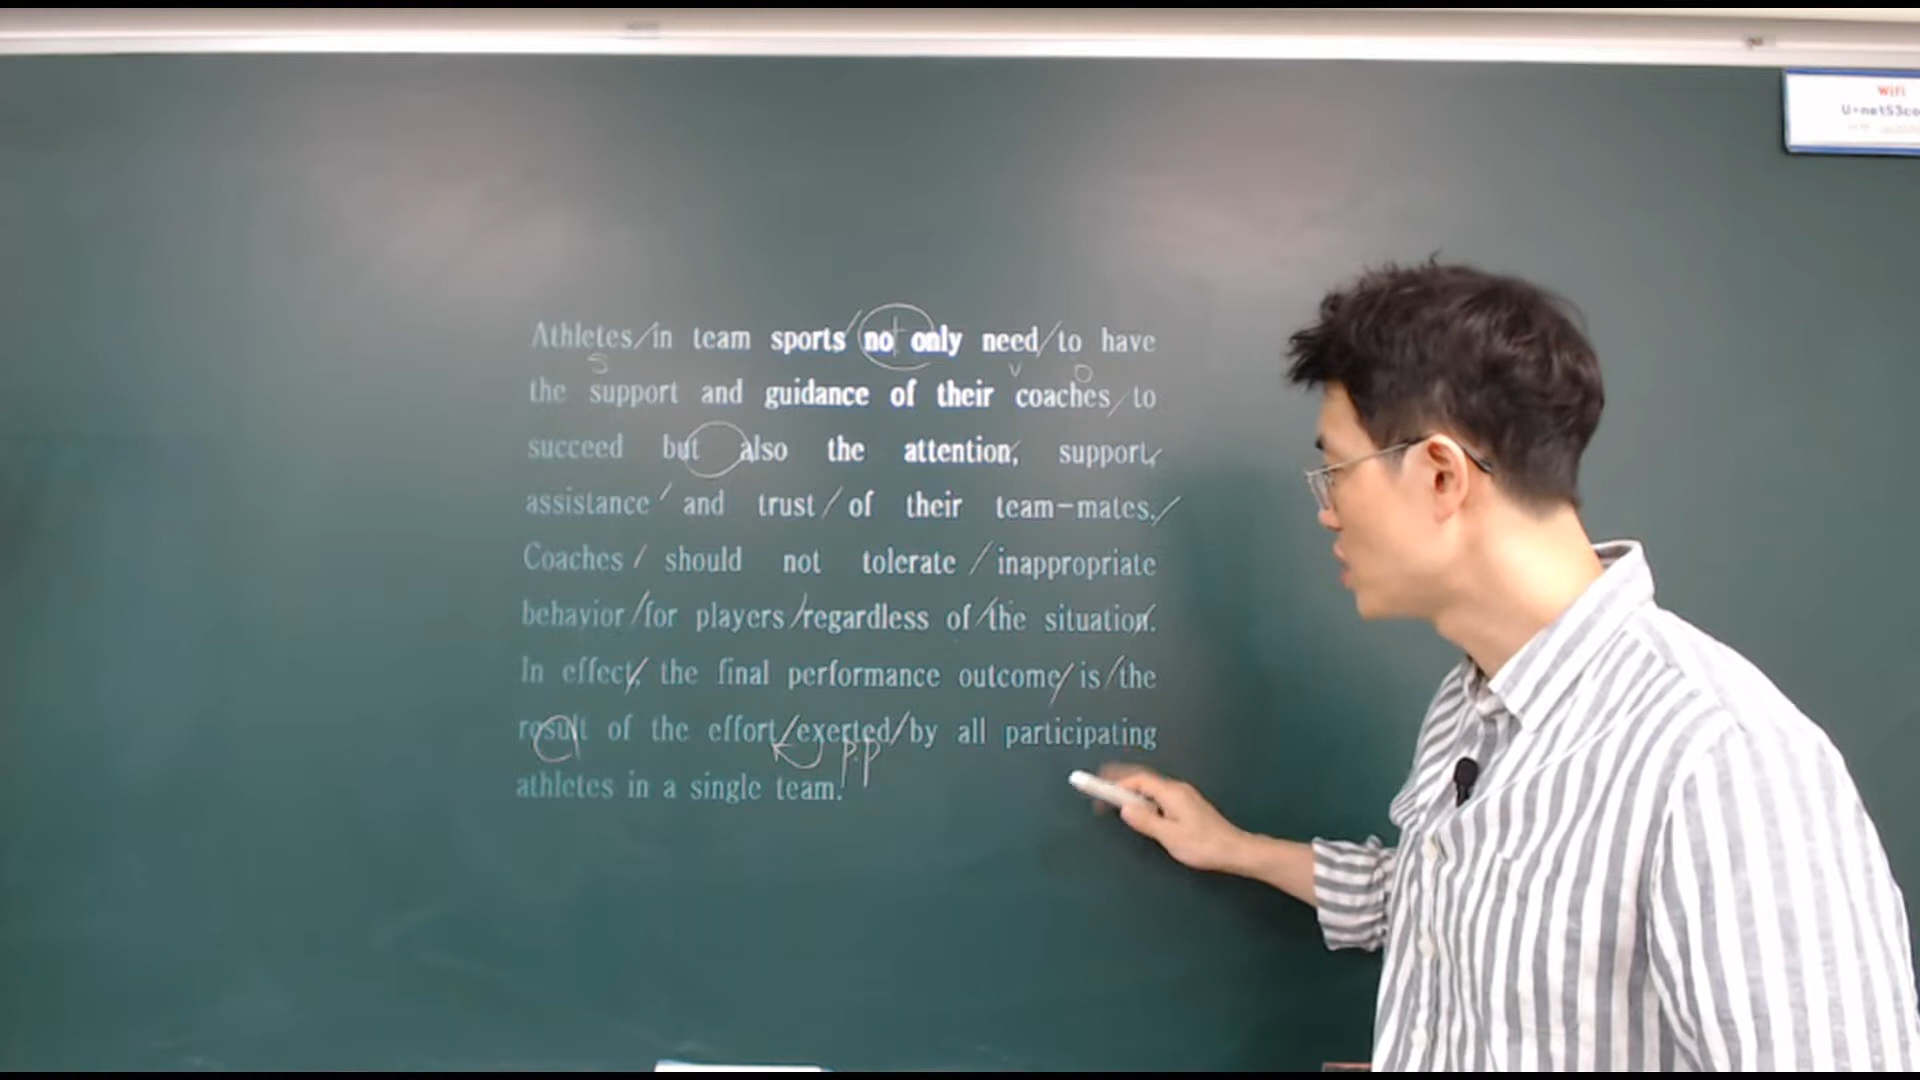 wifi
Athletes/in team sports/not only need/to have
S V O
the support and guidance of their coaches/to
succeed but also the attention, support,
assistance/and trust/of their team-mates./
Coaches/should not tolerate/inappropriate
behavior/for players/regardless of/the situation.
In effect,/the final performance outcome/is/the
result of the effort/exerted/by all participating
p.p
athletes in a single team.